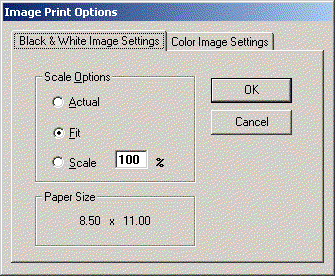 Image Print Options
Black & White Image Settings Color Image Settings
Scale Options
Actual
Fit
Scale 100 %
OK
Cancel
Paper Size
8.50 x 11.00